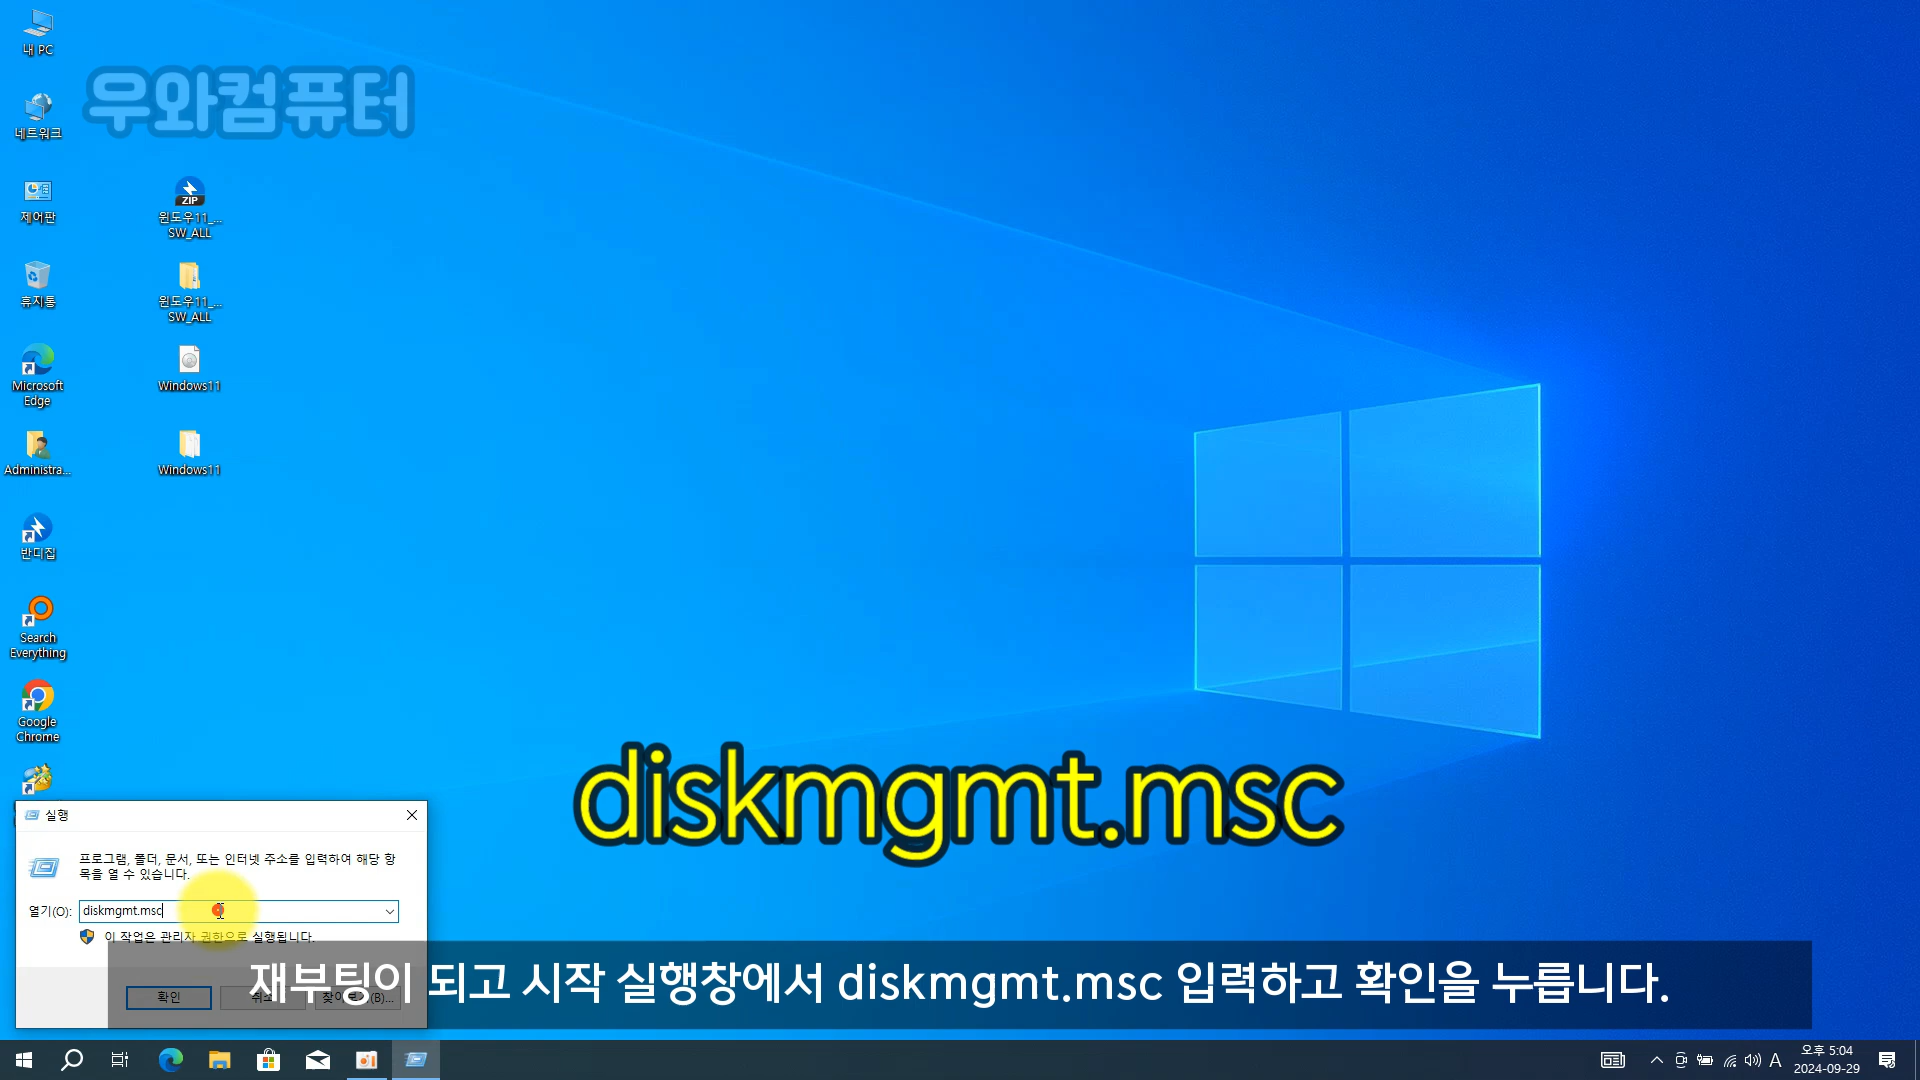 내 PC
우와컴퓨터
네트워크
제어판
ZIP
윈도우11_...
SW_ALL
휴지통
윈도우11_...
SW_ALL
Microsoft
Edge
Windows11
Administra...
Windows11
반디집
Search
Everything
Google
Chrome
diskmgmt.msc
실행
프로그램, 폴더, 문서, 또는 인터넷 주소를 입력하여 해당 항
목을 열 수 있습니다.
열기(O):
diskmgmt.msc
이 작업은 관리자 권한으로 실행됩니다.
재부팅이 되고 시작 실행창에서 diskmgmt.msc 입력하고 확인을 누릅니다.
확인
취소
찾아보기(B)...
A
오후 5:04
2024-09-29